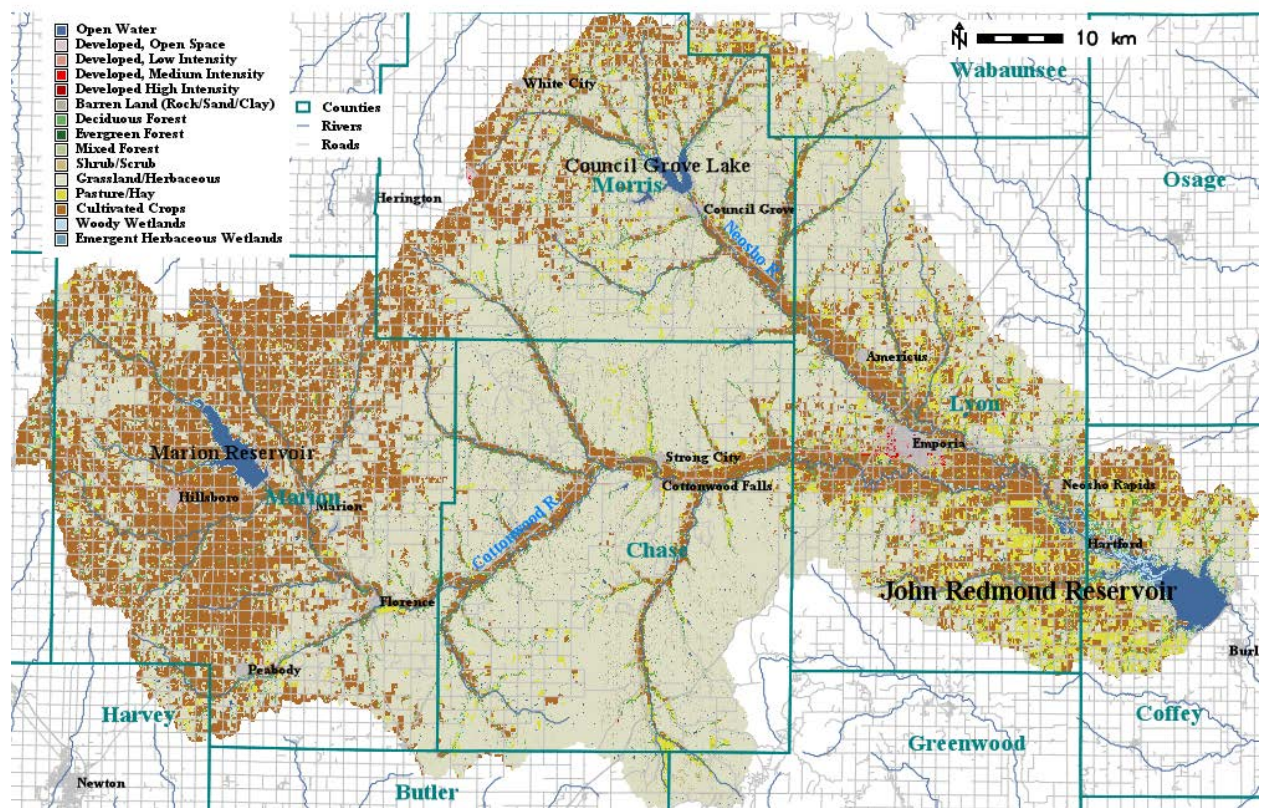 Open Water
Developed, Open Space
Developed, Low Intensity
Developed, Medium Intensity
Developed High Intensity
Barren Land (Rock/Sand/Clay)
Deciduous Forest
Evergreen Forest
Mixed Forest
Shrub/Scrub
Grassland/Herbaceous
Pasture/Hay
Cultivated Crops
Woody Wetlands
Emergent Herbaceous Wetlands
Counties
Rivers
Roads
N
10 km
Wabaunsee
White City
Council Grove Lake
Morris
Osage
Herington
Council Grove
Neosho R.
Americus
Lyon
Emporia
Marion Reservoir
Strong City
Cottonwood Falls
Neosho Rapids
Hillsboro
Marion
Marion
Cottonwood R.
Chase
Hartford
John Redmond Reservoir
Florence
Burl
Peabody
Harvey
Coffey
Greenwood
Newton
Butler